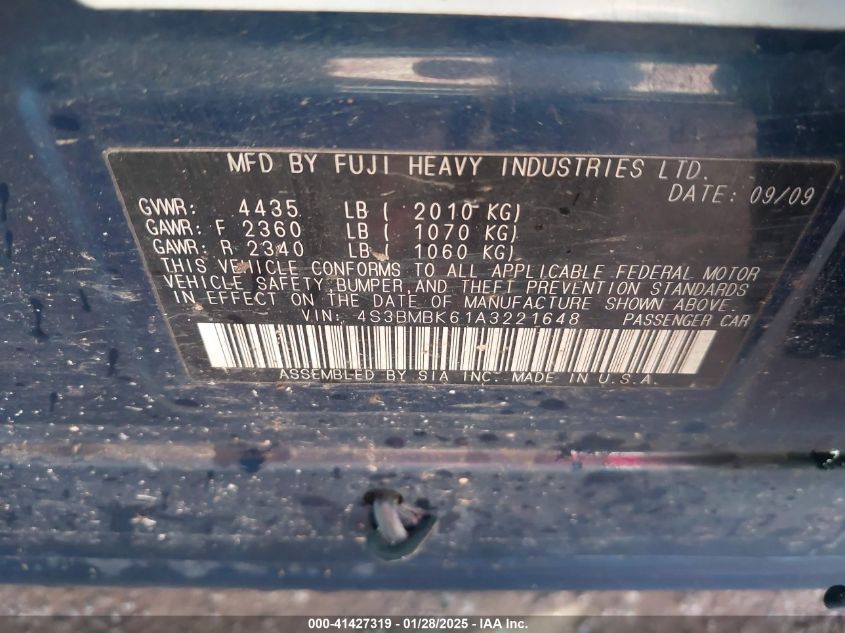 MFD BY FUJI HEAVY INDUSTRIES LTD.
DATE: 09/09
GVWR: 4435 LB ( 2010 KG)
GAWR: F 2360 LB ( 1070 KG)
GAWR: R 2340 LB ( 1060 KG)
THIS VEHICLE CONFORMS TO ALL APPLICABLE FEDERAL MOTOR
VEHICLE SAFETY, BUMPER, AND THEFT PREVENTION STANDARDS
IN EFFECT ON THE DATE OF MANUFACTURE SHOWN ABOVE.
VIN: 4S3BMBK61A3221648 PASSENGER CAR
ASSEMBLED BY SIA INC. MADE IN U.S.A.
000-41427319 | 01/28/2025 - IAA Inc.